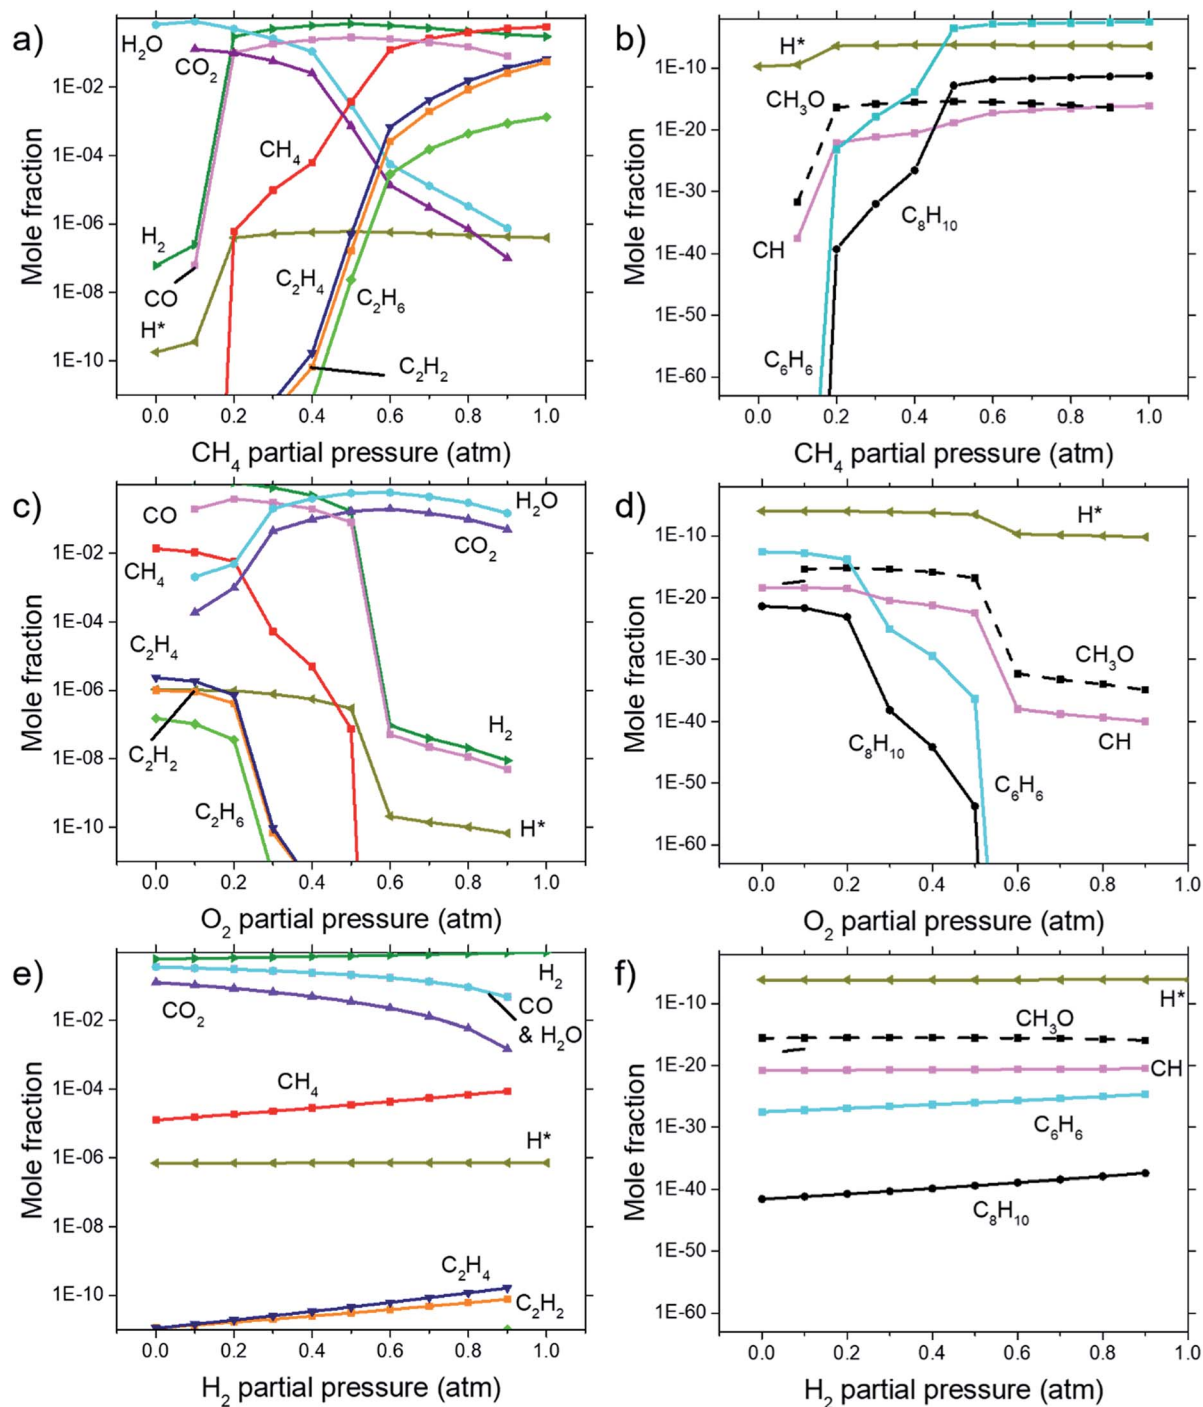 a)
Mole fraction
1E-02
1E-04
1E-06
1E-08
1E-10
H₂O
CO₂
CH₄
H₂
CO
H*
C₂H₄
C₂H₆
C₂H₂
0.0 0.2 0.4 0.6 0.8 1.0
CH₄ partial pressure (atm)
b)
Mole fraction
1E-10
1E-20
1E-30
1E-40
1E-50
1E-60
H*
CH₃O
C₈H₁₀
CH
C₆H₆
0.0 0.2 0.4 0.6 0.8 1.0
CH₄ partial pressure (atm)
c)
Mole fraction
1E-02
1E-04
1E-06
1E-08
1E-10
CO
H₂O
CO₂
CH₄
C₂H₄
C₂H₂
H₂
C₂H₆
H*
0.0 0.2 0.4 0.6 0.8 1.0
O₂ partial pressure (atm)
d)
Mole fraction
1E-10
1E-20
1E-30
1E-40
1E-50
1E-60
H*
CH₃O
CH
C₈H₁₀
C₆H₆
0.0 0.2 0.4 0.6 0.8 1.0
O₂ partial pressure (atm)
e)
Mole fraction
1E-02
1E-04
1E-06
1E-08
1E-10
H₂
CO₂
CO
& H₂O
CH₄
H*
C₂H₄
C₂H₂
0.0 0.2 0.4 0.6 0.8 1.0
H₂ partial pressure (atm)
f)
Mole fraction
1E-10
1E-20
1E-30
1E-40
1E-50
1E-60
H*
CH₃O
CH
C₆H₆
C₈H₁₀
0.0 0.2 0.4 0.6 0.8 1.0
H₂ partial pressure (atm)